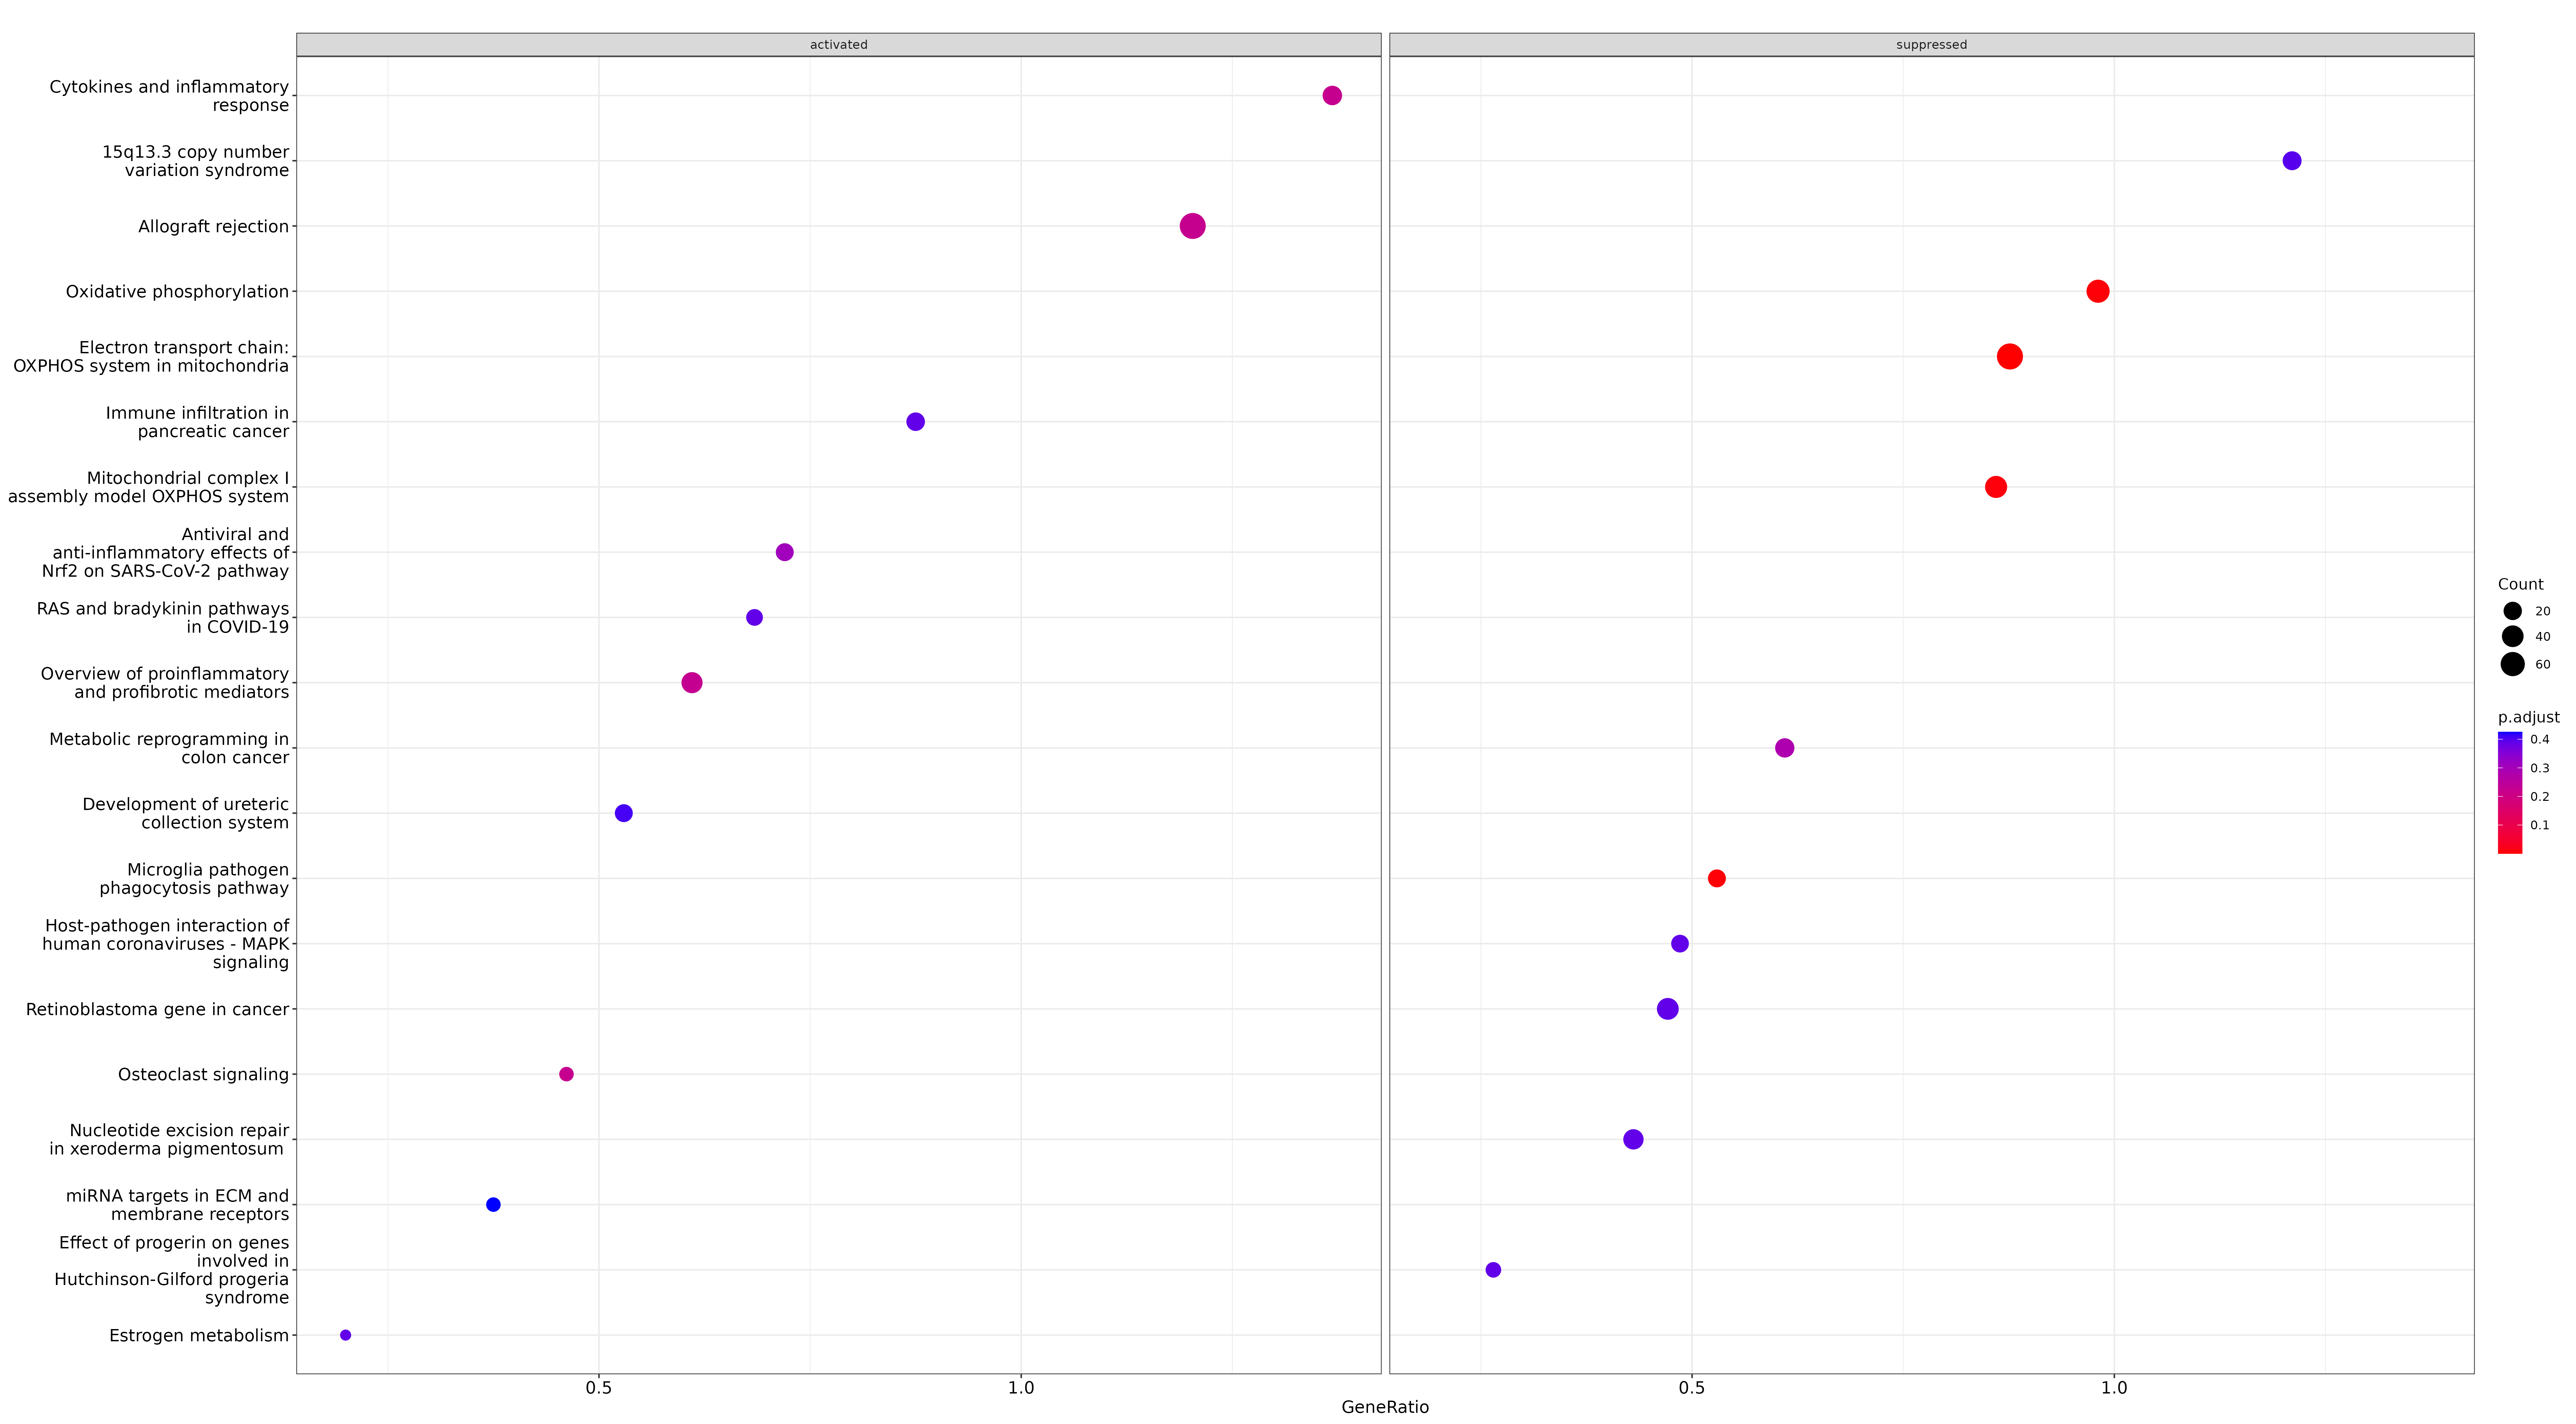 activated
suppressed
Cytokines and inflammatory
response
15q13.3 copy number
variation syndrome
Allograft rejection
Oxidative phosphorylation
Electron transport chain:
OXPHOS system in mitochondria
Immune infiltration in
pancreatic cancer
Mitochondrial complex I
assembly model OXPHOS system
Antiviral and
anti-inflammatory effects of
Nrf2 on SARS-CoV-2 pathway
RAS and bradykinin pathways
in COVID-19
Overview of proinflammatory
and profibrotic mediators
Metabolic reprogramming in
colon cancer
Development of ureteric
collection system
Microglia pathogen
phagocytosis pathway
Host-pathogen interaction of
human coronaviruses - MAPK
signaling
Retinoblastoma gene in cancer
Osteoclast signaling
Nucleotide excision repair
in xeroderma pigmentosum
miRNA targets in ECM and
membrane receptors
Effect of progerin on genes
involved in
Hutchinson-Gilford progeria
syndrome
Estrogen metabolism
0.5
1.0
0.5
1.0
GeneRatio
Count
20
40
60
p.adjust
0.4
0.3
0.2
0.1